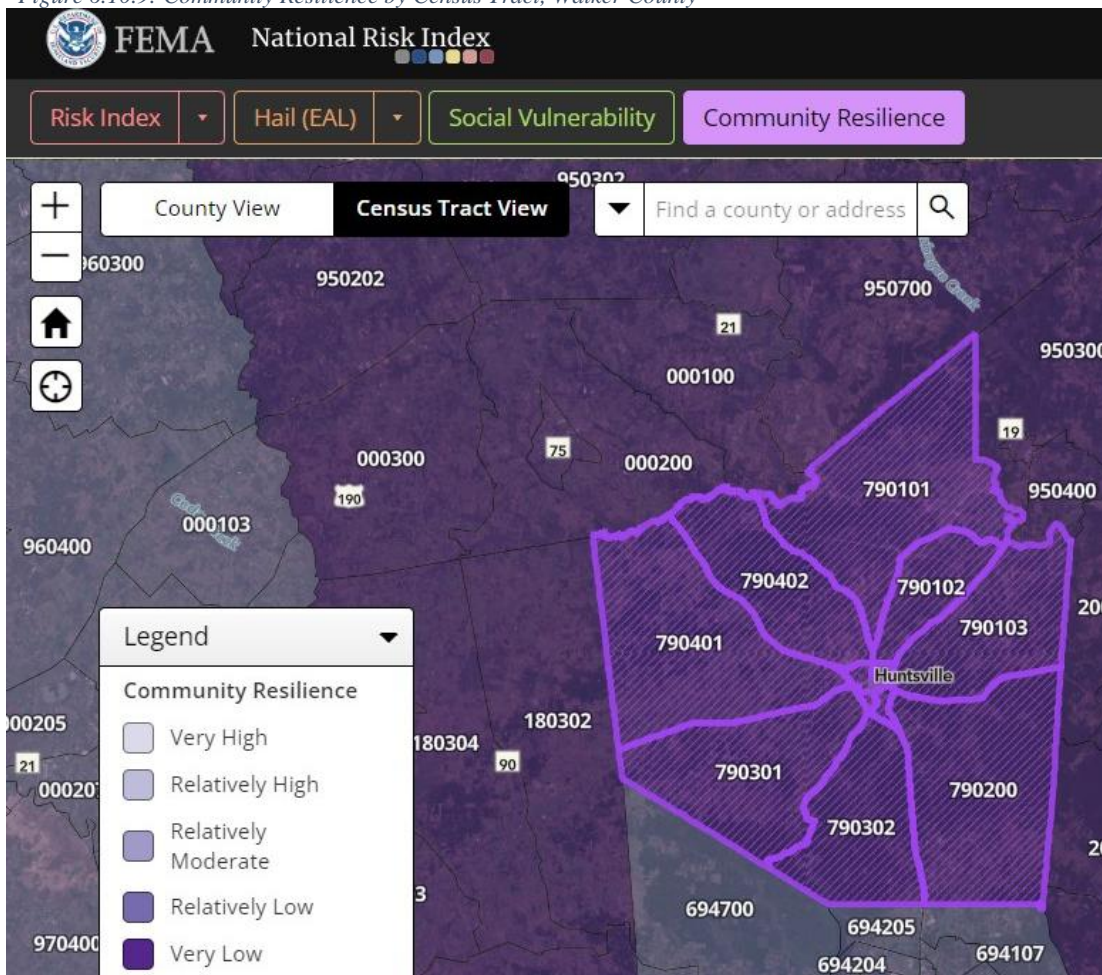 Figure 6.10.9: Community Resilience by Census Tract, Walker County
FEMA National Risk Index
Risk Index Hail (EAL) Social Vulnerability Community Resilience
950302
+ County View Census Tract View Find a county or address
−
960300
950202
950700
21
950300
000100
19
75
000300
000200
790101
950400
190
000103
960400
790402
790102
790103
790401
Legend
Huntsville
Community Resilience
180302
180304
Very High
21
90
790301
Relatively High
790200
Relatively
Moderate
790302
Relatively Low
694700
694205
970400
Very Low
694107
694204